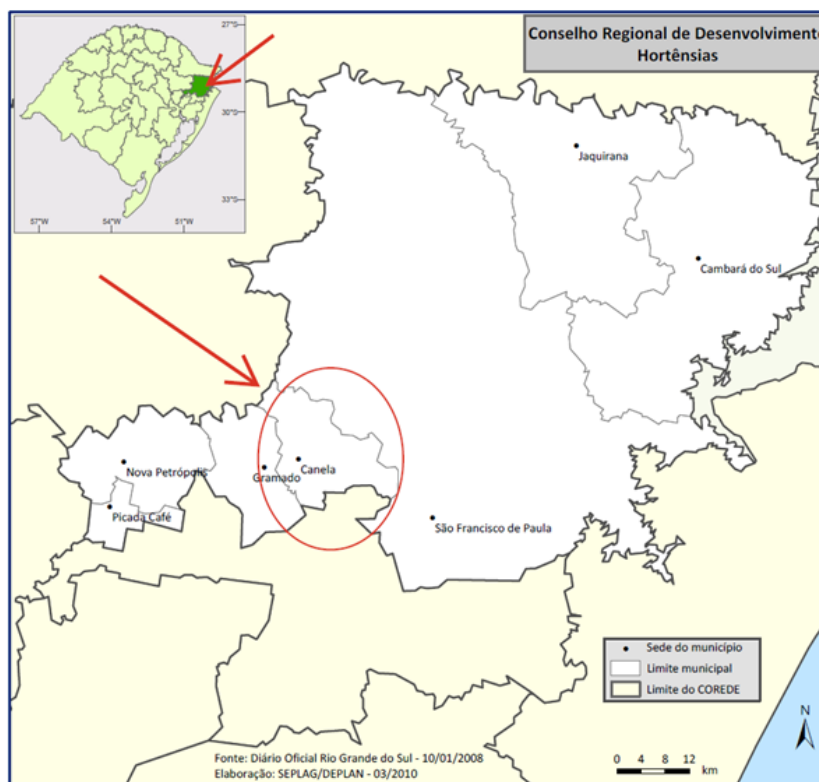 Conselho Regional de Desenvolvimento
Hortênsias
27°S
30°S
33°S
57°W
54°W
51°W
Jaquirana
Cambará do Sul
Nova Petrópolis
Gramado
Canela
Picada Café
São Francisco de Paula
Sede do município
Limite municipal
Limite do COREDE
N
Fonte: Diário Oficial Rio Grande do Sul - 10/01/2008
Elaboração: SEPLAG/DEPLAN - 03/2010
0 4 8 12
km